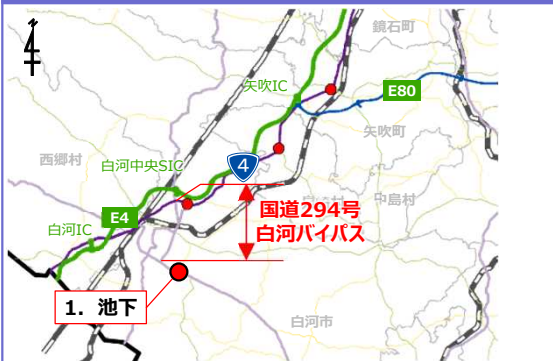 鏡石町
矢吹IC
E80
矢吹町
西郷村
白河中央SIC
4
中島村
国道294号
白河バイパス
E4
白河IC
1. 池下
白河市